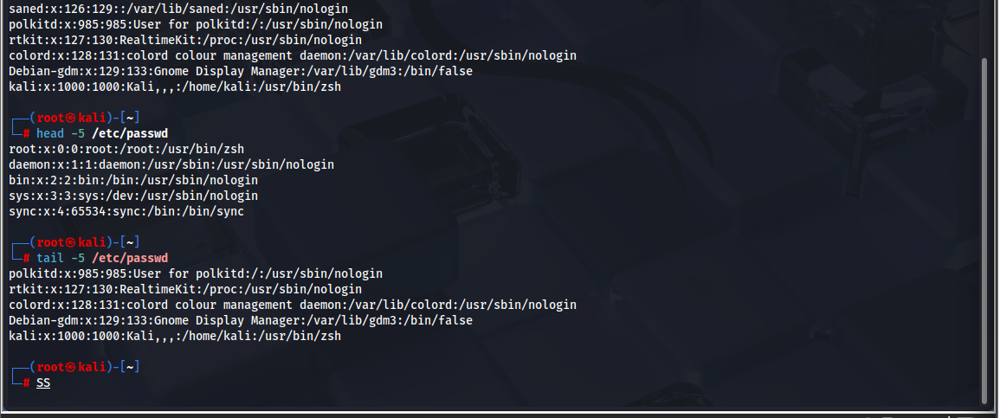 saned:x:126:129::/var/lib/saned:/usr/sbin/nologin
polkitd:x:985:985:User for polkitd:/:/usr/sbin/nologin
rtkit:x:127:130:RealtimeKit:/proc:/usr/sbin/nologin
colord:x:128:131:colord colour management daemon:/var/lib/colord:/usr/sbin/nologin
Debian-gdm:x:129:133:Gnome Display Manager:/var/lib/gdm3:/bin/false
kali:x:1000:1000:Kali,,,:/home/kali:/usr/bin/zsh
┌──(root㉿kali)-[~]
└─# head -5 /etc/passwd
root:x:0:0:root:/root:/usr/bin/zsh
daemon:x:1:1:daemon:/usr/sbin:/usr/sbin/nologin
bin:x:2:2:bin:/bin:/usr/sbin/nologin
sys:x:3:3:sys:/dev:/usr/sbin/nologin
sync:x:4:65534:sync:/bin:/bin/sync
┌──(root㉿kali)-[~]
└─# tail -5 /etc/passwd
polkitd:x:985:985:User for polkitd:/:/usr/sbin/nologin
rtkit:x:127:130:RealtimeKit:/proc:/usr/sbin/nologin
colord:x:128:131:colord colour management daemon:/var/lib/colord:/usr/sbin/nologin
Debian-gdm:x:129:133:Gnome Display Manager:/var/lib/gdm3:/bin/false
kali:x:1000:1000:Kali,,,:/home/kali:/usr/bin/zsh
┌──(root㉿kali)-[~]
└─# SS